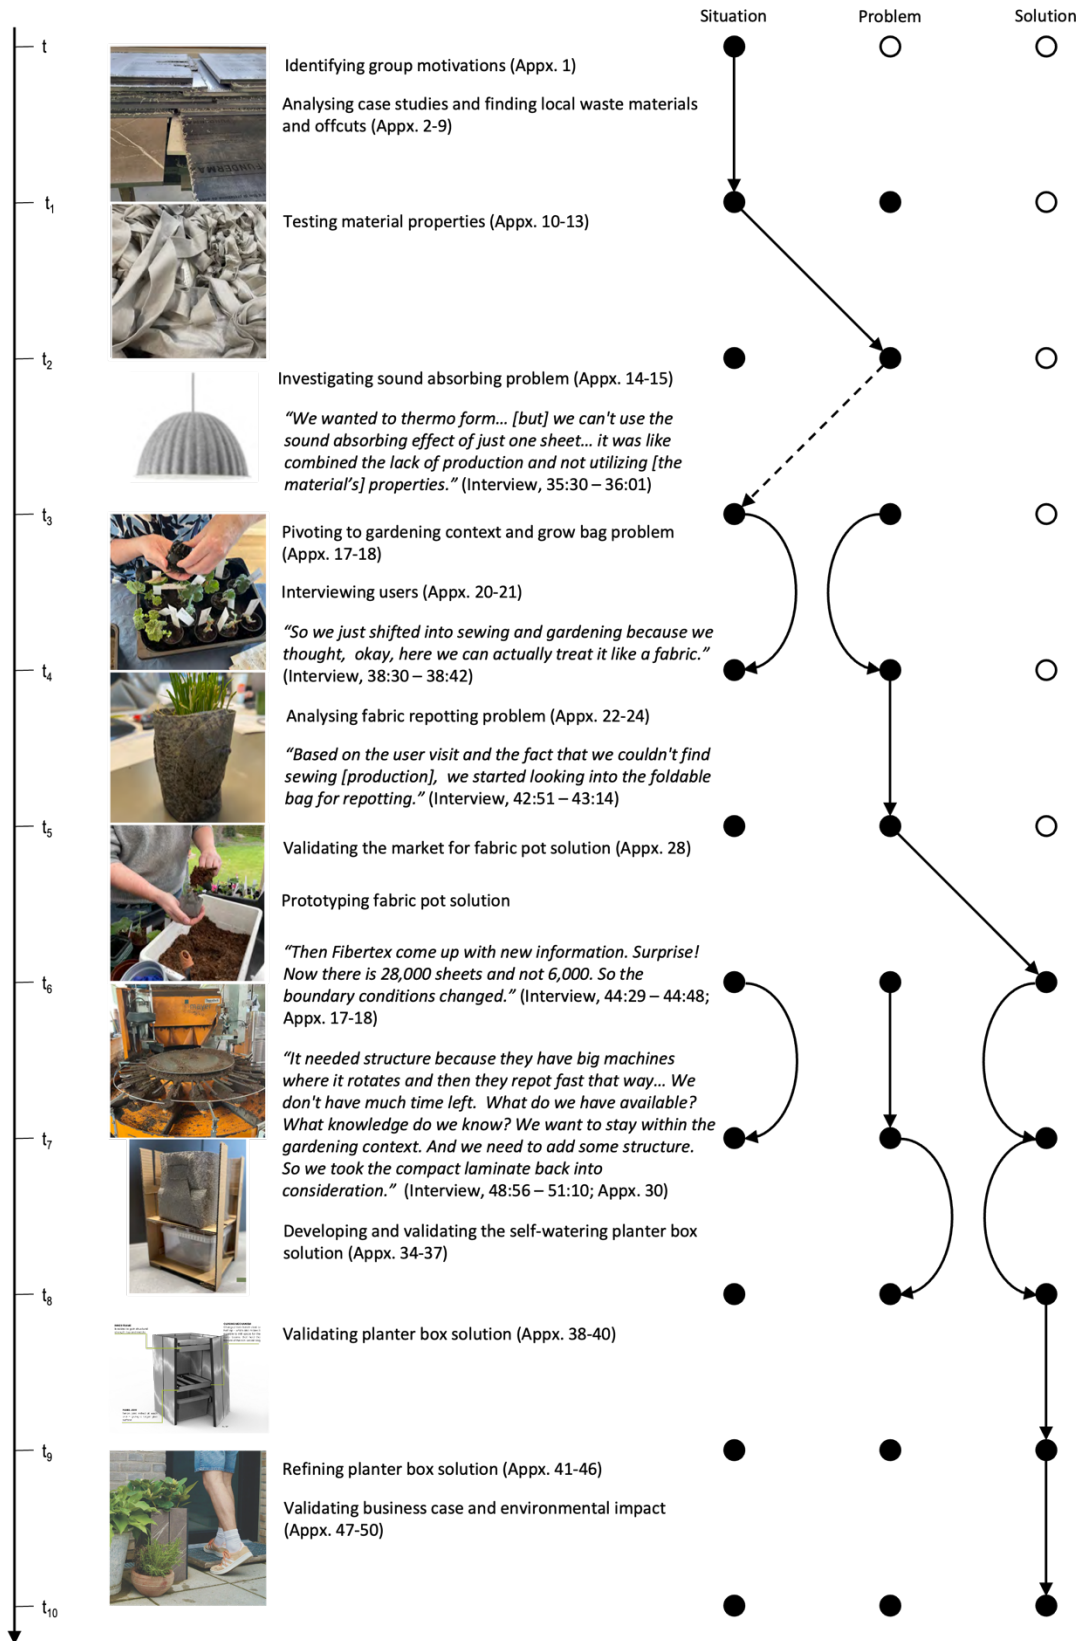 Situation
Problem
Solution
t
Identifying group motivations (Appx. 1)
Analysing case studies and finding local waste materials
and offcuts (Appx. 2-9)
FUNDERMA
t1
Testing material properties (Appx. 10-13)
t2
Investigating sound absorbing problem (Appx. 14-15)
“We wanted to thermo form... [but] we can't use the
sound absorbing effect of just one sheet... it was like
combined the lack of production and not utilizing [the
material’s] properties.” (Interview, 35:30 – 36:01)
t3
Pivoting to gardening context and grow bag problem
(Appx. 17-18)
Interviewing users (Appx. 20-21)
“So we just shifted into sewing and gardening because we
thought, okay, here we can actually treat it like a fabric.”
(Interview, 38:30 – 38:42)
t4
Analysing fabric repotting problem (Appx. 22-24)
“Based on the user visit and the fact that we couldn't find
sewing [production], we started looking into the foldable
bag for repotting.” (Interview, 42:51 – 43:14)
t5
Validating the market for fabric pot solution (Appx. 28)
Prototyping fabric pot solution
“Then Fibertex come up with new information. Surprise!
Now there is 28,000 sheets and not 6,000. So the
boundary conditions changed.” (Interview, 44:29 – 44:48;
Appx. 17-18)
t6
“It needed structure because they have big machines
where it rotates and then they repot fast that way... We
don't have much time left. What do we have available?
What knowledge do we know? We want to stay within the
gardening context. And we need to add some structure.
So we took the compact laminate back into
consideration.” (Interview, 48:56 – 51:10; Appx. 30)
t7
Developing and validating the self-watering planter box
solution (Appx. 34-37)
t8
Validating planter box solution (Appx. 38-40)
t9
Refining planter box solution (Appx. 41-46)
Validating business case and environmental impact
(Appx. 47-50)
t10